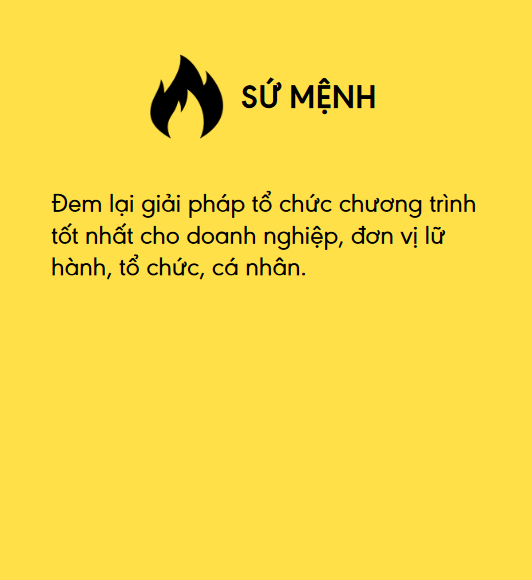 SỨ MỆNH
Đem lại giải pháp tổ chức chương trình
tốt nhất cho doanh nghiệp, đơn vị lữ
hành, tổ chức, cá nhân.